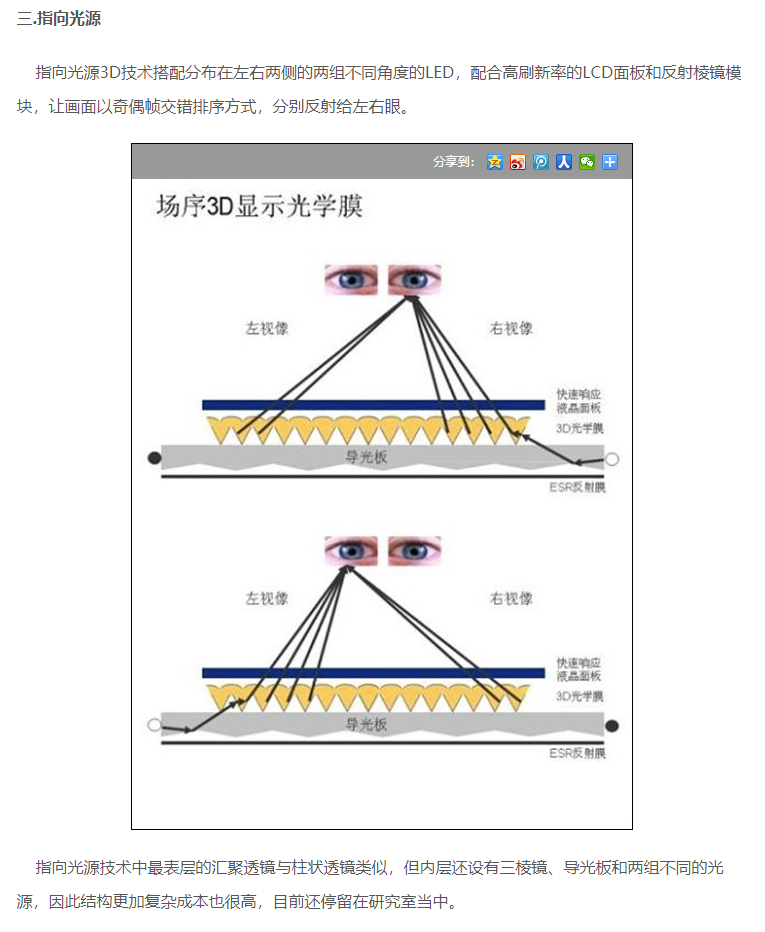 三.指向光源
指向光源3D技术搭配分布在左右两侧的两组不同角度的LED，配合高刷新率的LCD面板和反射棱镜模
块，让画面以奇偶帧交错排序方式，分别反射给左右眼。
分享到：
场序3D显示光学膜
左视像
右视像
快速响应
液晶面板
3D光学膜
导光板
ESR反射膜
左视像
右视像
快速响应
液晶面板
3D光学膜
导光板
ESR反射膜
指向光源技术中最表层的汇聚透镜与柱状透镜类似，但内层还设有三棱镜、导光板和两组不同的光
源，因此结构更加复杂成本也很高，目前还停留在研究室当中。